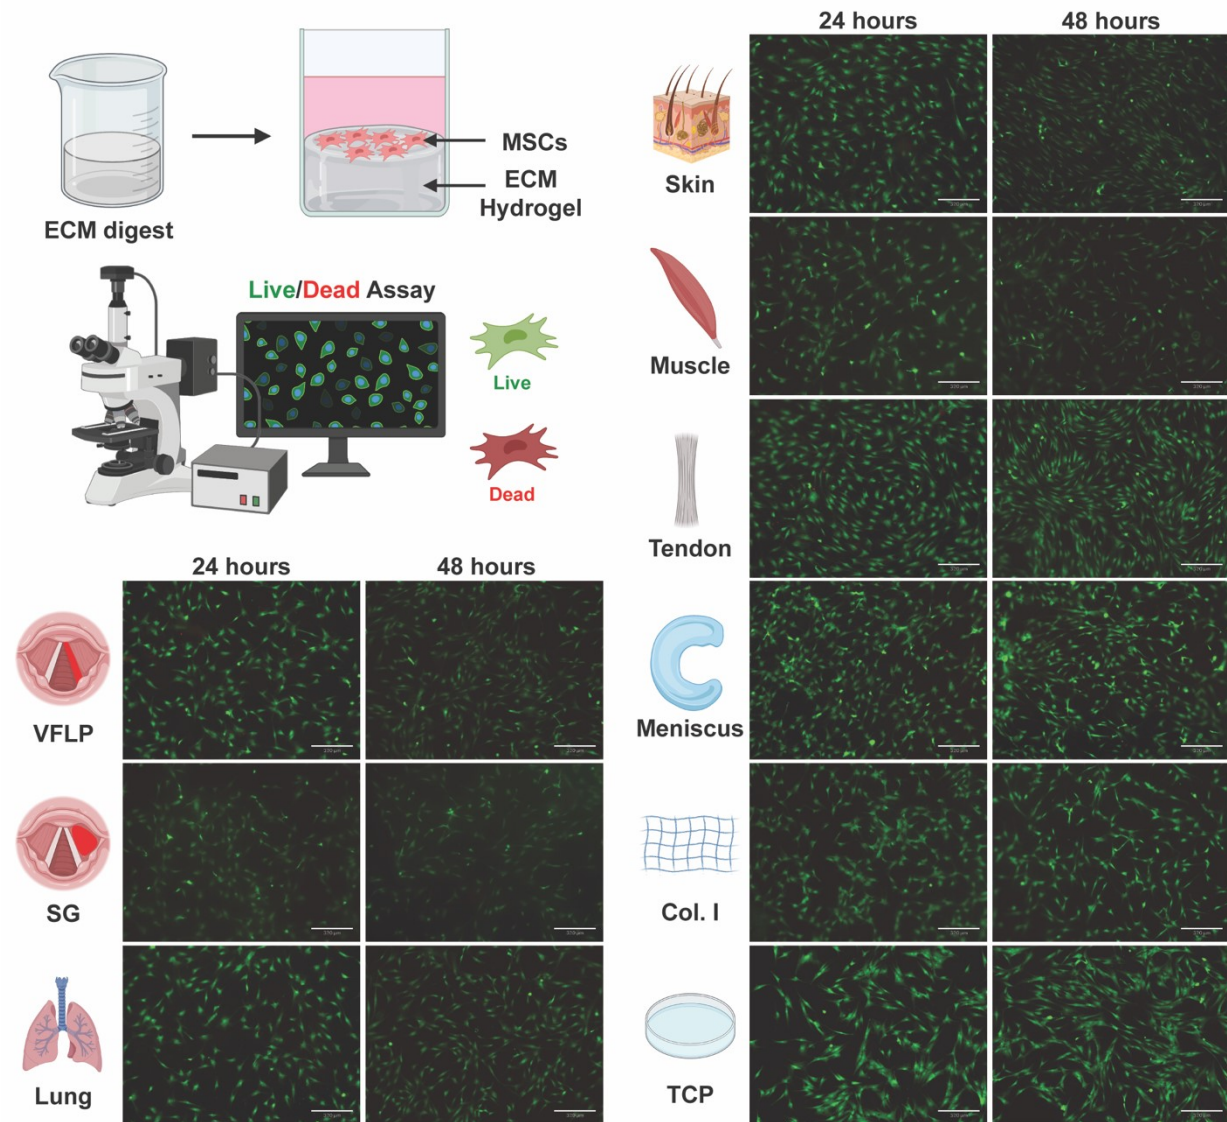 ECM digest
MSCs
ECM
Hydrogel
Live/Dead Assay
Live
Dead
24 hours
48 hours
VFLP
SG
Lung
24 hours
48 hours
Skin
Muscle
Tendon
Meniscus
Col. I
TCP